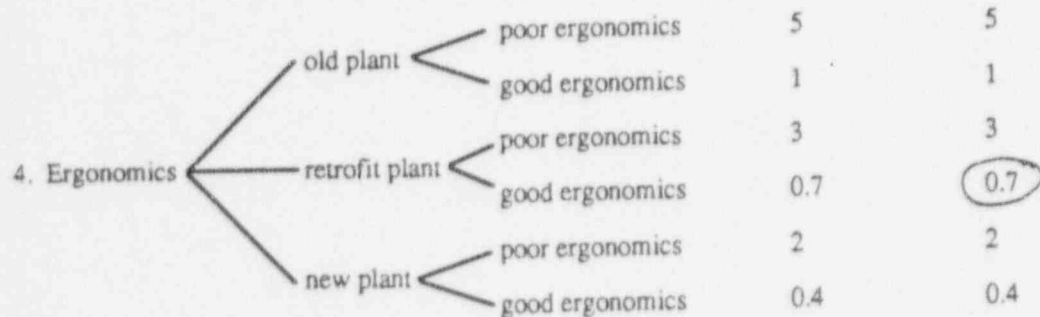 poor ergonomics 5 5
old plant
good ergonomics 1 1
poor ergonomics 3 3
4. Ergonomics retrofit plant
good ergonomics 0.7 0.7
poor ergonomics 2 2
new plant
good ergonomics 0.4 0.4